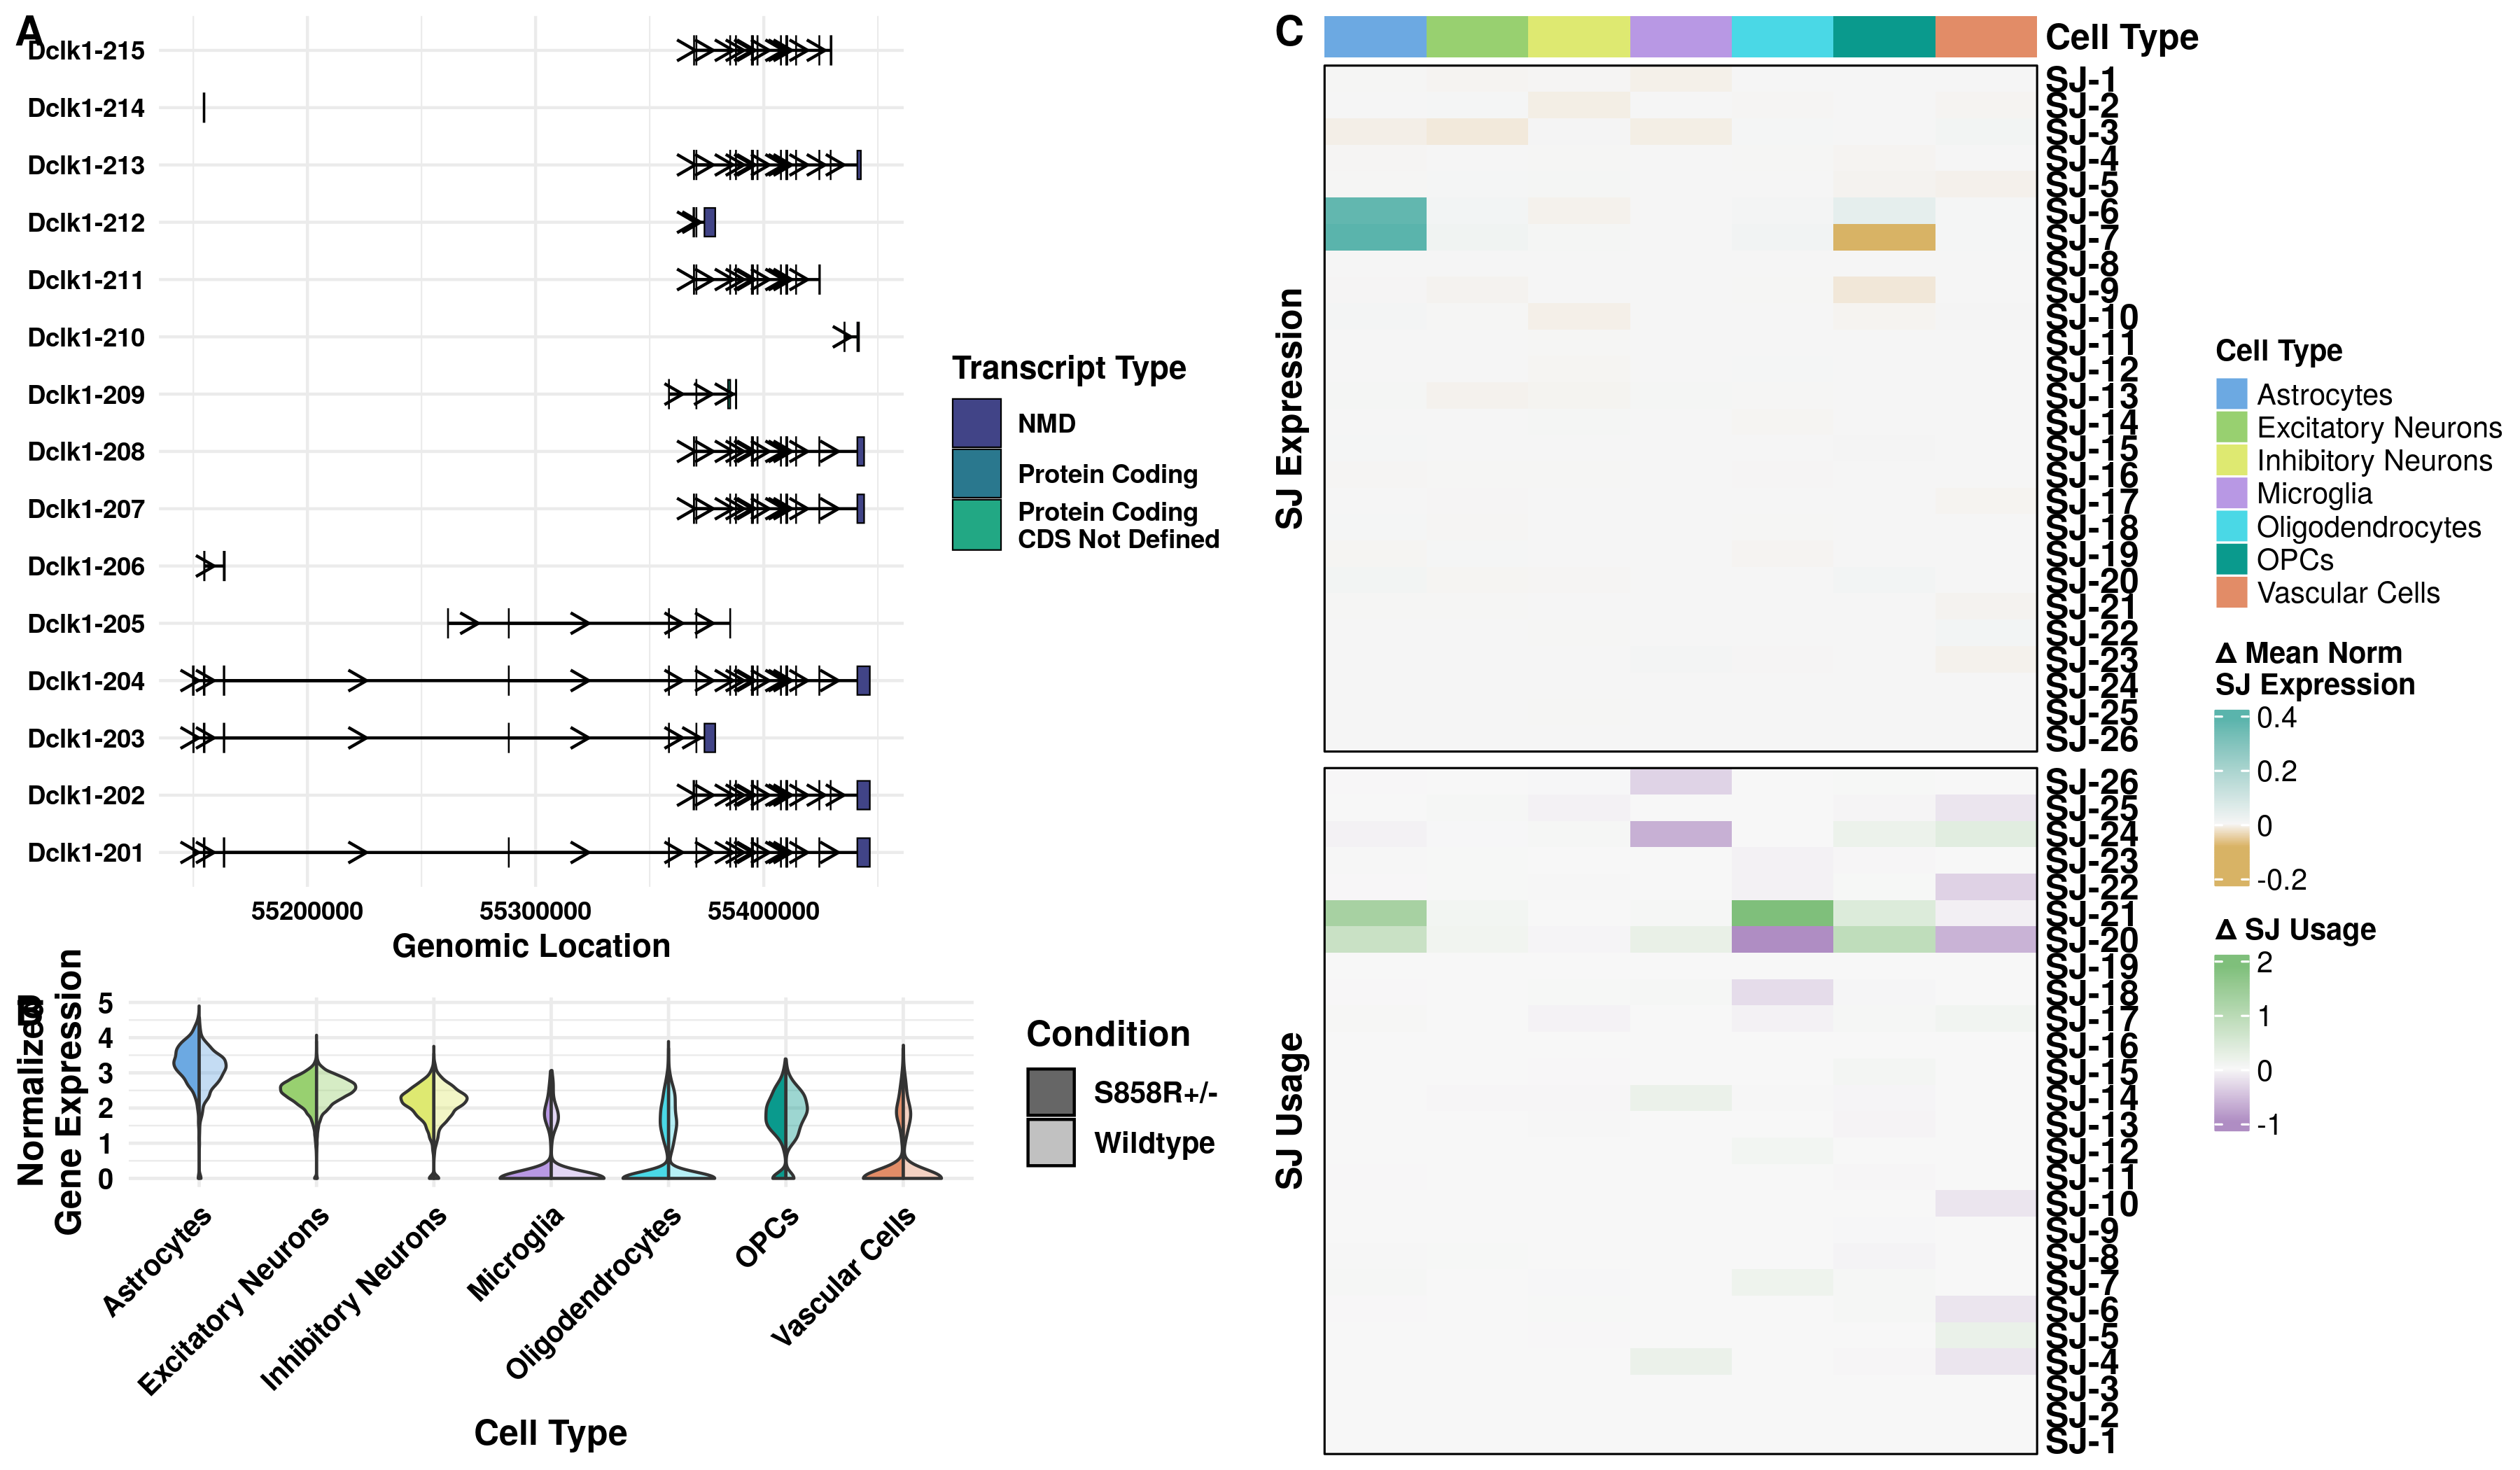 A
Dclk1-215
Dclk1-214
Dclk1-213
Dclk1-212
Dclk1-211
Dclk1-210
Dclk1-209
Dclk1-208
Dclk1-207
Dclk1-206
Dclk1-205
Dclk1-204
Dclk1-203
Dclk1-202
Dclk1-201
55200000
55300000
55400000
Genomic Location
Transcript Type
NMD
Protein Coding
Protein Coding
CDS Not Defined
B
Normalized
Gene Expression
5
4
3
2
1
0
Astrocytes
Excitatory Neurons
Inhibitory Neurons
Microglia
Oligodendrocytes
OPCs
Vascular Cells
Cell Type
Condition
S858R+/-
Wildtype
C
Cell Type
SJ Expression
SJ-1
SJ-2
SJ-3
SJ-4
SJ-5
SJ-6
SJ-7
SJ-8
SJ-9
SJ-10
SJ-11
SJ-12
SJ-13
SJ-14
SJ-15
SJ-16
SJ-17
SJ-18
SJ-19
SJ-20
SJ-21
SJ-22
SJ-23
SJ-24
SJ-25
SJ-26
SJ Usage
SJ-26
SJ-25
SJ-24
SJ-23
SJ-22
SJ-21
SJ-20
SJ-19
SJ-18
SJ-17
SJ-16
SJ-15
SJ-14
SJ-13
SJ-12
SJ-11
SJ-10
SJ-9
SJ-8
SJ-7
SJ-6
SJ-5
SJ-4
SJ-3
SJ-2
SJ-1
Cell Type
Astrocytes
Excitatory Neurons
Inhibitory Neurons
Microglia
Oligodendrocytes
OPCs
Vascular Cells
Δ Mean Norm
SJ Expression
0.4
0.2
0
-0.2
Δ SJ Usage
2
1
0
-1